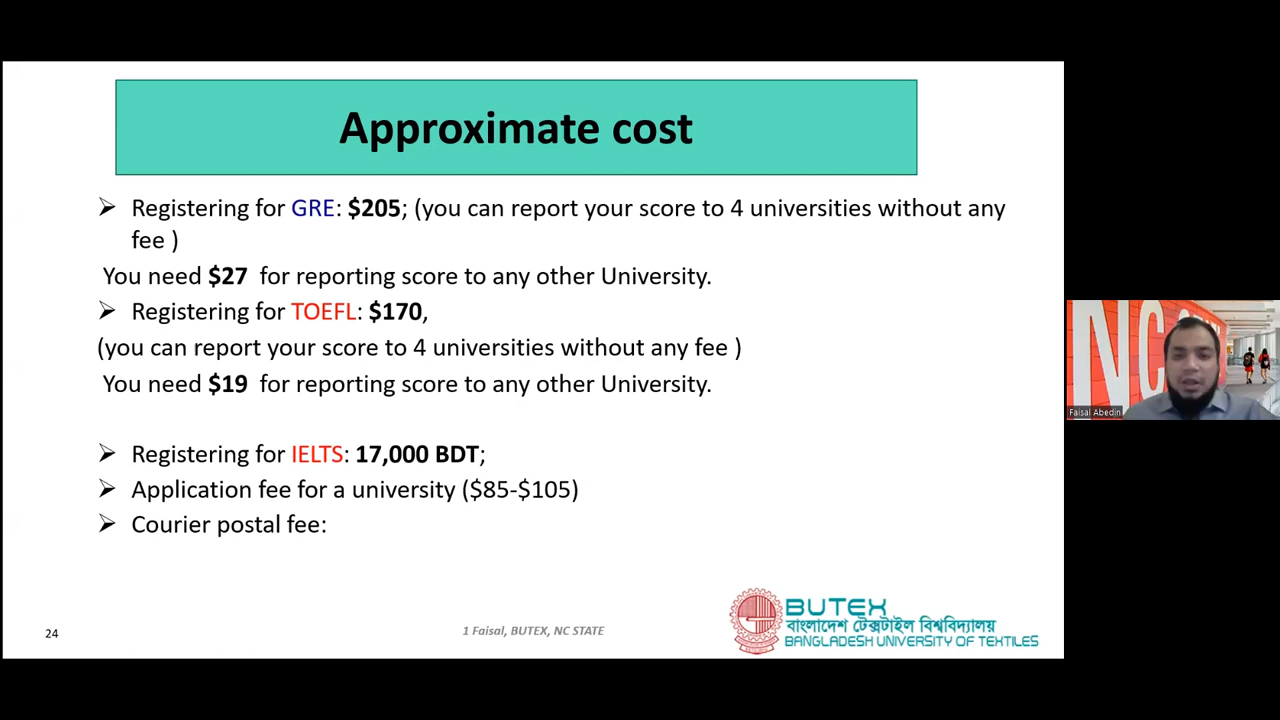 Approximate cost
➢ Registering for GRE: $205; (you can report your score to 4 universities without any
fee )
You need $27 for reporting score to any other University.
➢ Registering for TOEFL: $170,
(you can report your score to 4 universities without any fee )
You need $19 for reporting score to any other University.
➢ Registering for IELTS: 17,000 BDT;
➢ Application fee for a university ($85-$105)
➢ Courier postal fee:
24
1 Faisal, BUTEX, NC STATE
BUTEX
বাংলাদেশ টেক্সটাইল বিশ্ববিদ্যালয়
BANGLADESH UNIVERSITY OF TEXTILES
NC
Faisal Abedin